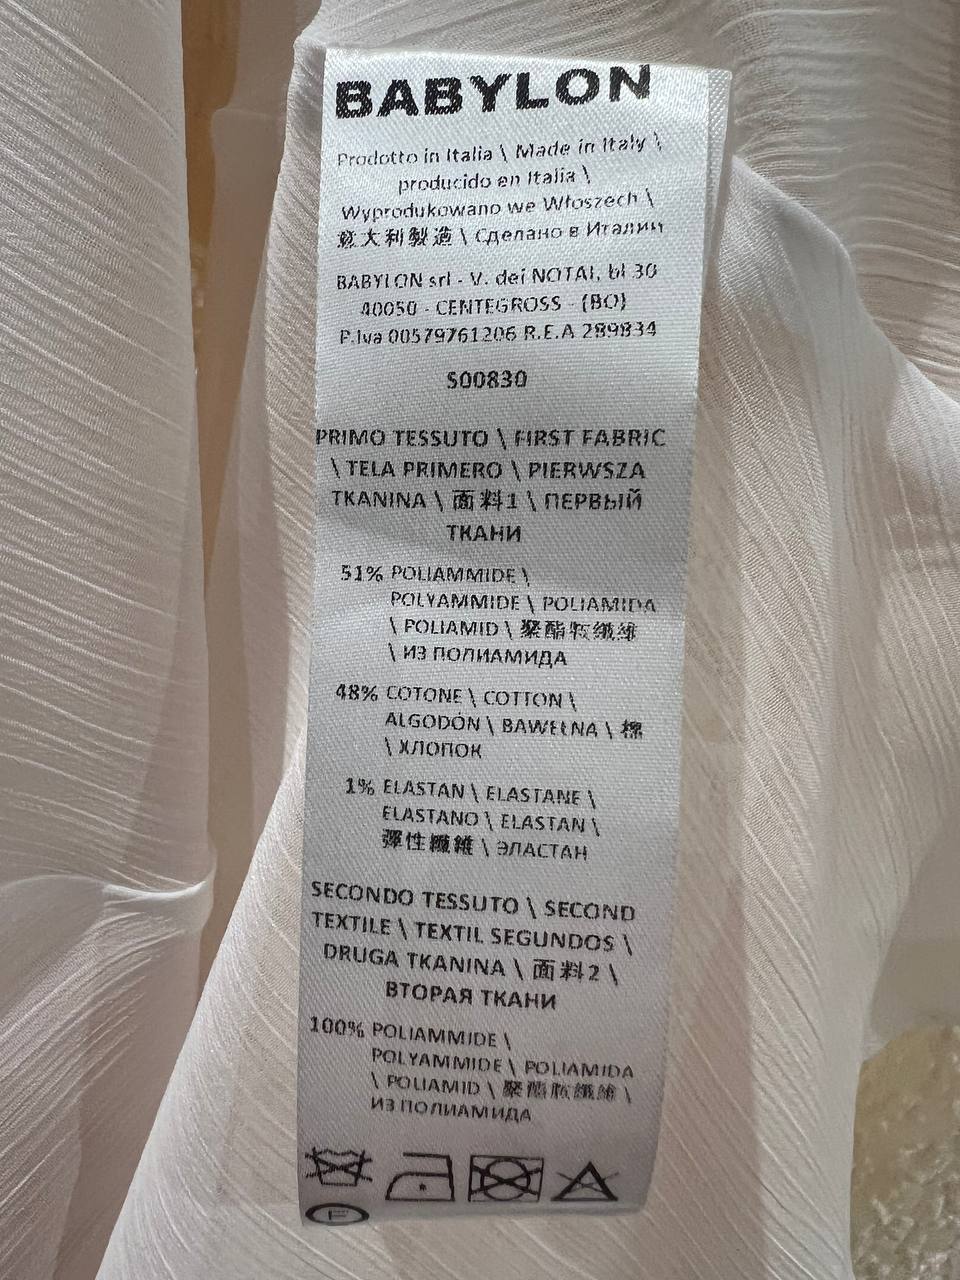 BABYLON
Prodotto in Italia \ Made in Italy \
producido en Italia \
Wyprodukowano we Włoszech \
意大利製造 \ Сделано в Италии
BABYLON srl - V. dei NOTAI, bl 30
40050 - CENTEGROSS - (BO)
P.Iva 00579761206 R.E.A 289834
S00830
PRIMO TESSUTO \ FIRST FABRIC
\ TELA PRIMERO \ PIERWSZA
TKANINA \ 面料1 \ ПЕРВЫЙ
ТКАНИ
51% POLIAMMIDE \
POLYAMMIDE \ POLIAMIDA
\ POLIAMID \
\ ИЗ ПОЛИАМИДА
48% COTONE \ COTTON \
ALGODÓN \ BAWEŁNA \ 棉
\ ХЛОПОК
1% ELASTAN \ ELASTANE \
ELASTANO \ ELASTAN \
彈性纖維 \ ЭЛАСТАН
SECONDO TESSUTO \ SECOND
TEXTILE \ TEXTIL SEGUNDOS \
DRUGA TKANINA \ 面料2 \
ВТОРАЯ ТКАНИ
100% POLIAMMIDE \
POLYAMMIDE \ POLIAMIDA
\ POLIAMID \ \
ИЗ ПОЛИАМИДА
F